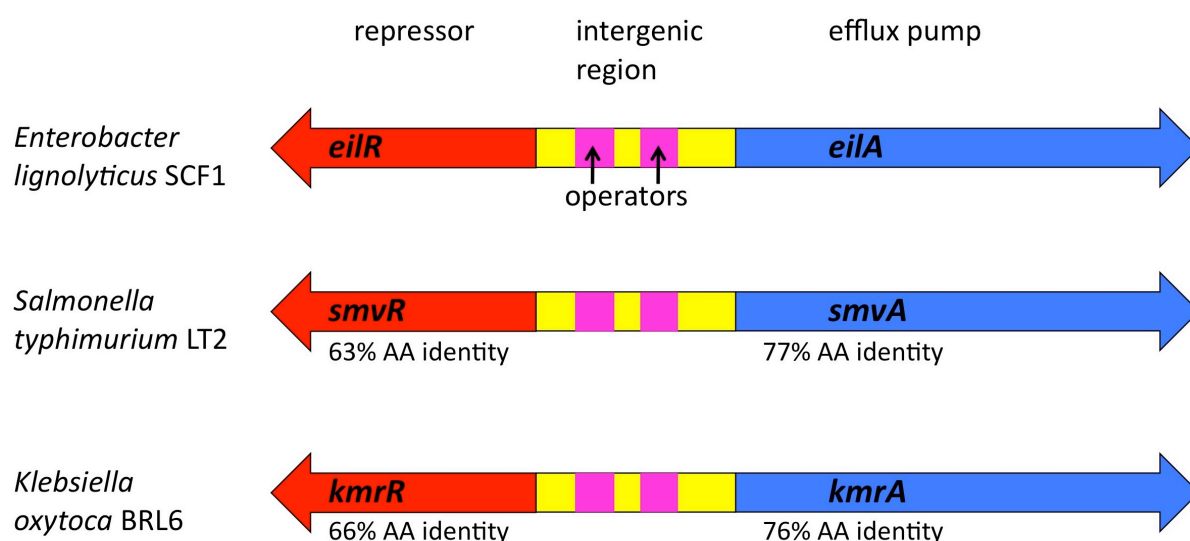 repressor intergenic region efflux pump
Enterobacter
lignolyticus SCF1
eilR
eilA
operators
Salmonella
typhimurium LT2
smvR
smvA
63% AA identity
77% AA identity
Klebsiella
oxytoca BRL6
kmrR
kmrA
66% AA identity
76% AA identity